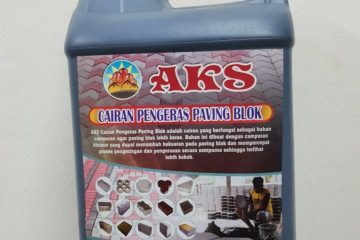 AKS
CAIRAN PENGERAS PAVING BLOK
AKS Cairan Pengeras Paving Blok adalah cairan yang berfungsi sebagai bahan
campuran agar paving blok lebih keras. Bahan ini dibuat dengan campuran
khusus yang dapat menambah kekuatan pada paving blok dan mempercepat
proses pengeringan dan pengerasan secara sempurna sehingga terlihat
lebih kokoh.